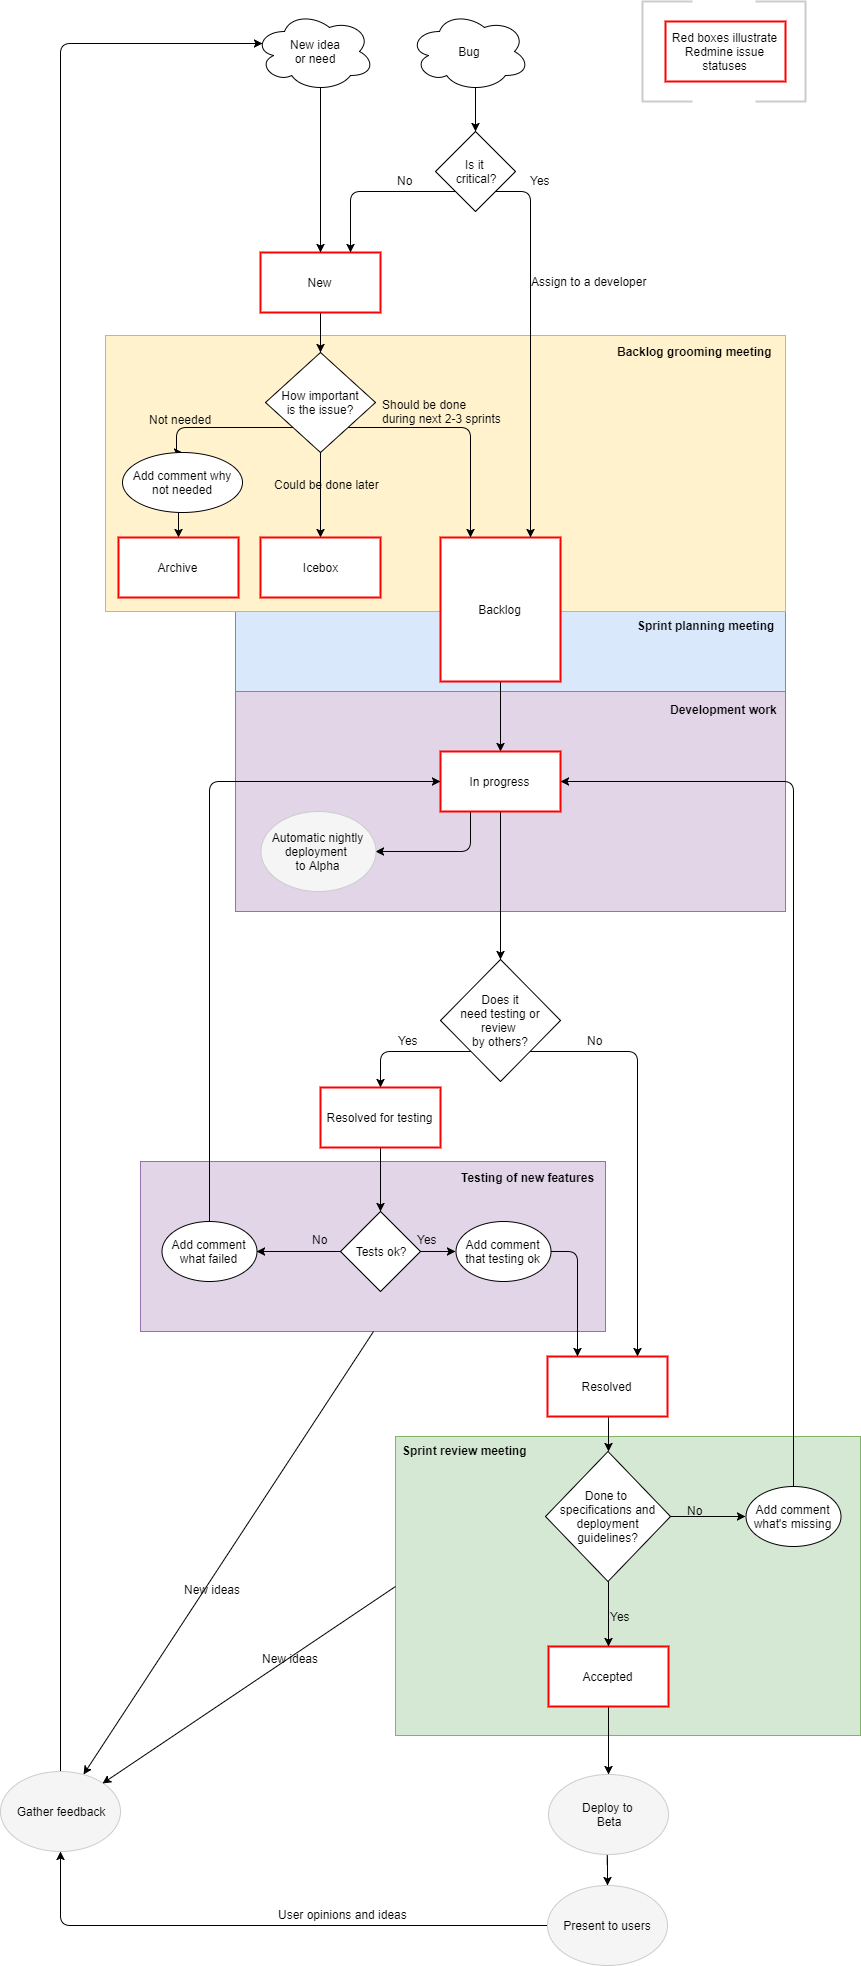 New idea
or need
Bug
Red boxes illustrate
Redmine issue
statuses
Is it
critical?
No
Yes
New
Assign to a developer
Backlog grooming meeting
How important
is the issue?
Should be done
during next 2-3 sprints
Not needed
Add comment why
not needed
Could be done later
Archive
Icebox
Backlog
Sprint planning meeting
Development work
In progress
Automatic nightly
deployment
to Alpha
Does it
need testing or
review
by others?
Yes
No
Resolved for testing
Testing of new features
Add comment
what failed
No
Tests ok?
Yes
Add comment
that testing ok
Resolved
Sprint review meeting
Done to
specifications and
deployment
guidelines?
No
Add comment
what's missing
New ideas
Yes
New ideas
Accepted
Gather feedback
Deploy to
Beta
User opinions and ideas
Present to users